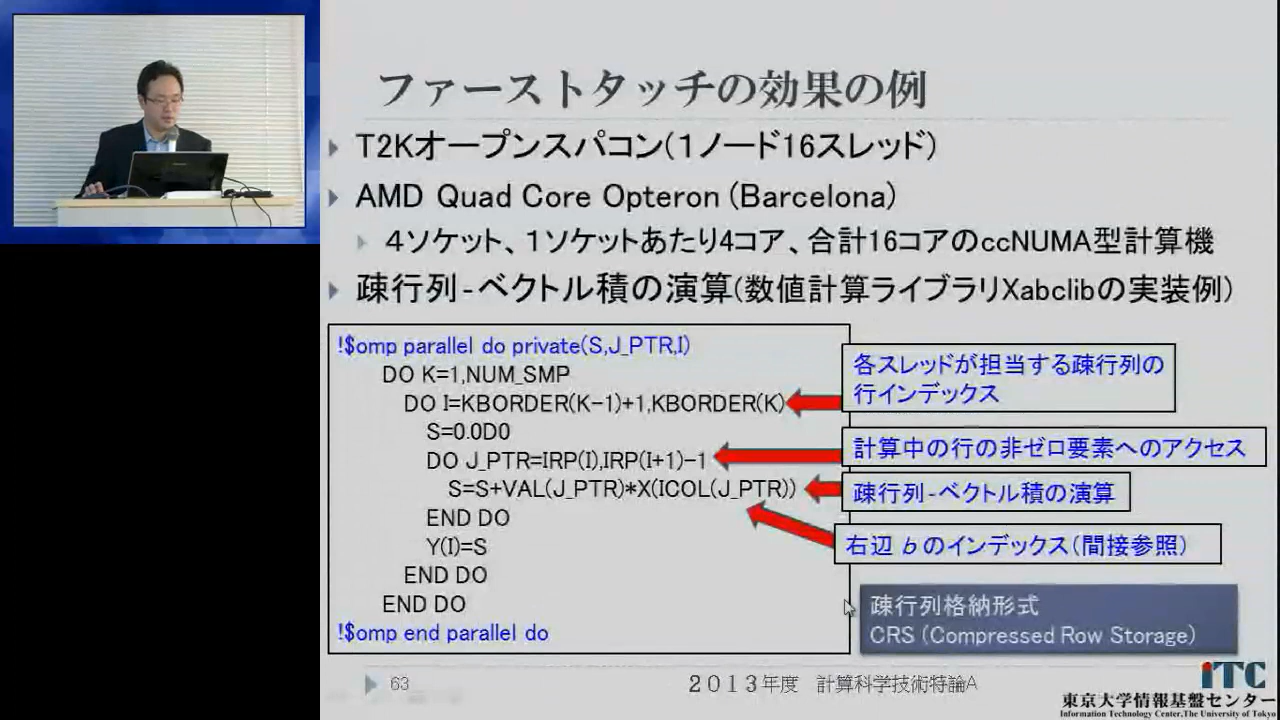 ファーストタッチの効果の例
T2Kオープンスパコン(1ノード16スレッド)
AMD Quad Core Opteron (Barcelona)
4ソケット、1ソケットあたり4コア、合計16コアのccNUMA型計算機
疎行列-ベクトル積の演算(数値計算ライブラリXabclibの実装例)
!$omp parallel do private(S,J_PTR,I)
DO K=1,NUM_SMP
DO I=KBORDER(K-1)+1,KBORDER(K)
S=0.0D0
DO J_PTR=IRP(I),IRP(I+1)-1
S=S+VAL(J_PTR)*X(ICOL(J_PTR))
END DO
Y(I)=S
END DO
END DO
!$omp end parallel do
各スレッドが担当する疎行列の
行インデックス
計算中の行の非ゼロ要素へのアクセス
疎行列-ベクトル積の演算
右辺 b のインデックス(間接参照)
疎行列格納形式
CRS (Compressed Row Storage)
63
2013年度 計算科学技術特論A
ITC
東京大学情報基盤センター
Information Technology Center,The University of Tokyo